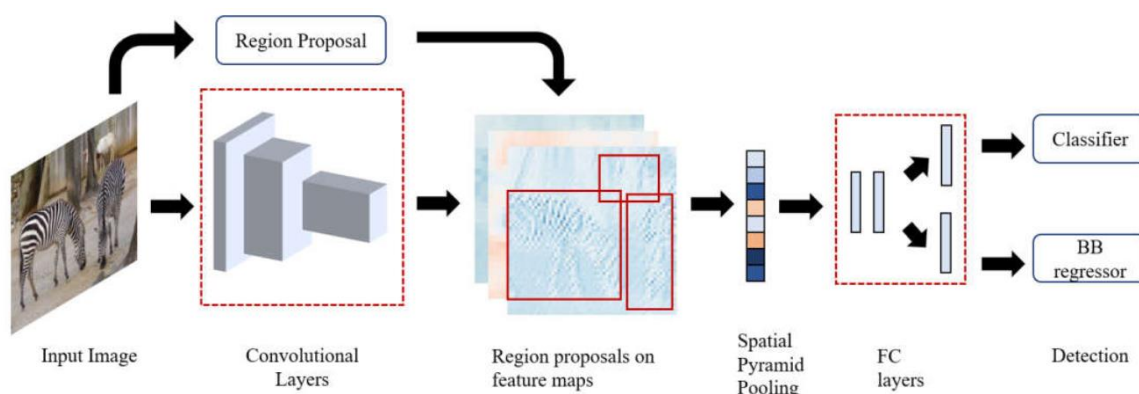 Region Proposal
Classifier
BB
regressor
Input Image
Convolutional
Layers
Region proposals on
feature maps
Spatial
Pyramid
Pooling
FC
layers
Detection